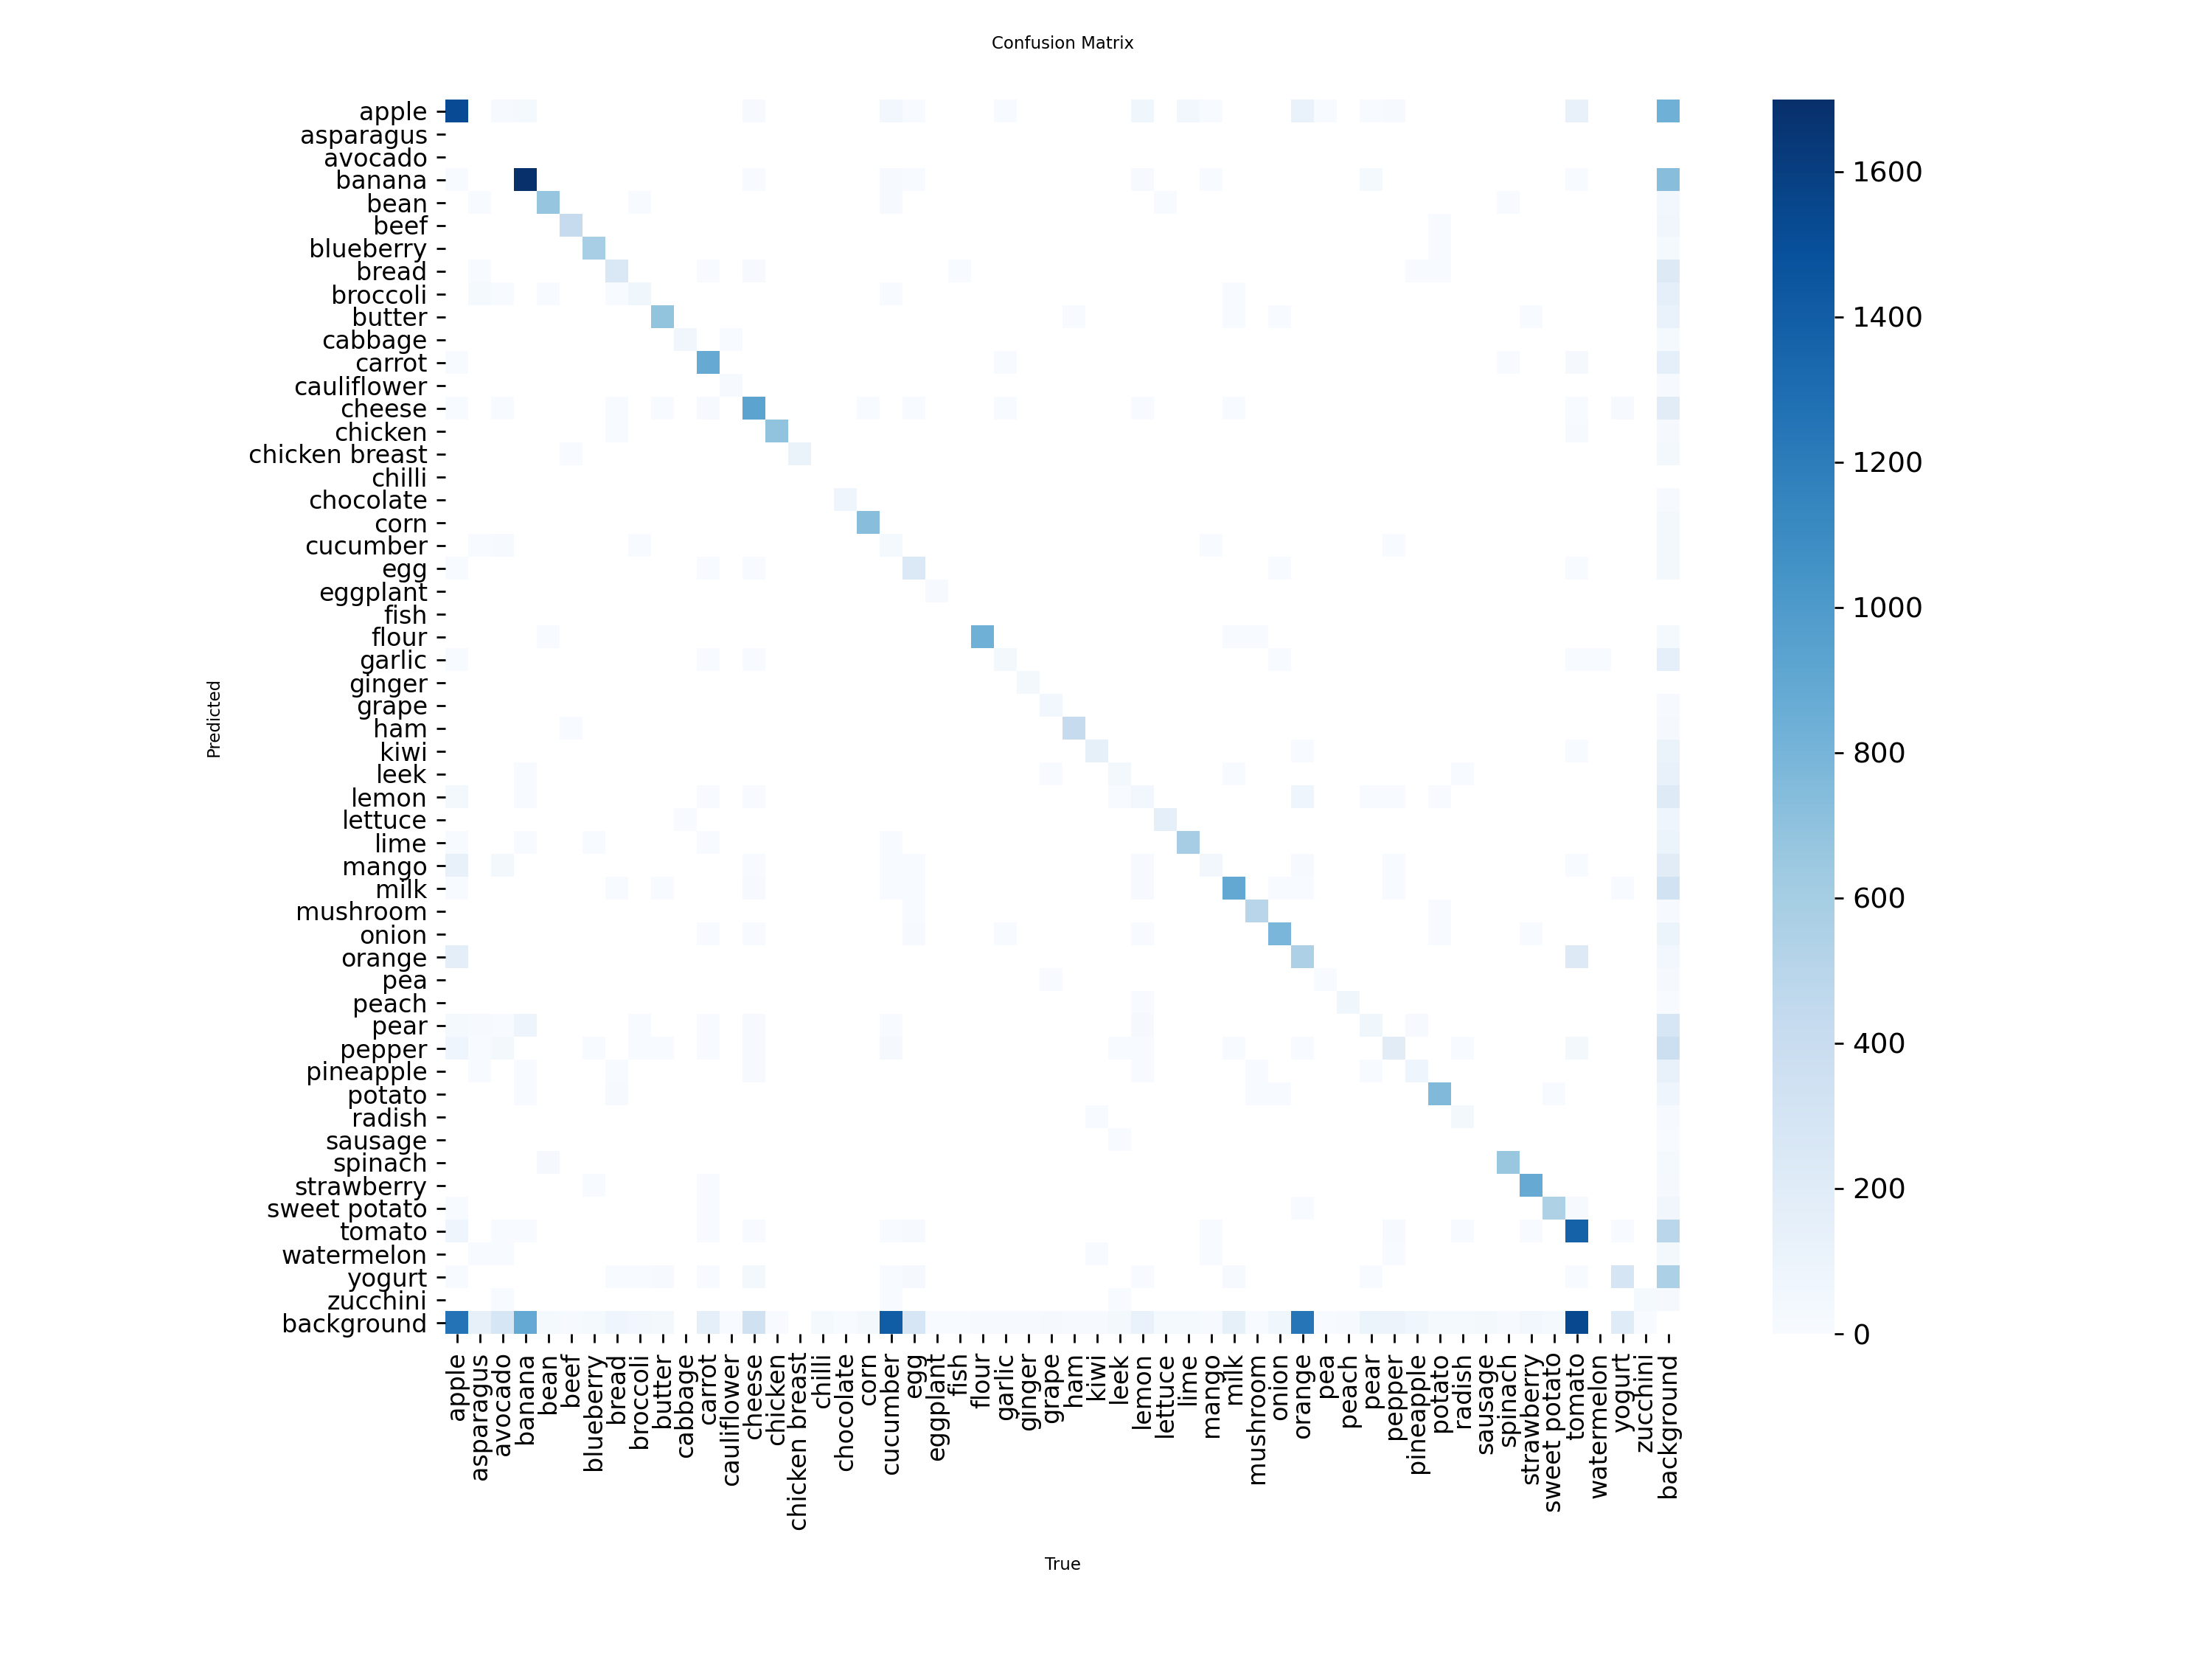 Confusion Matrix
Predicted
apple
asparagus
avocado
banana
bean
beef
blueberry
bread
broccoli
butter
cabbage
carrot
cauliflower
cheese
chicken
chicken breast
chilli
chocolate
corn
cucumber
egg
eggplant
fish
flour
garlic
ginger
grape
ham
kiwi
leek
lemon
lettuce
lime
mango
milk
mushroom
onion
orange
pea
peach
pear
pepper
pineapple
potato
radish
sausage
spinach
strawberry
sweet potato
tomato
watermelon
yogurt
zucchini
background
apple
asparagus
avocado
banana
bean
beef
blueberry
bread
broccoli
butter
cabbage
carrot
cauliflower
cheese
chicken
chicken breast
chilli
chocolate
corn
cucumber
egg
eggplant
fish
flour
garlic
ginger
grape
ham
kiwi
leek
lemon
lettuce
lime
mango
milk
mushroom
onion
orange
pea
peach
pear
pepper
pineapple
potato
radish
sausage
spinach
strawberry
sweet potato
tomato
watermelon
yogurt
zucchini
background
True
1600
1400
1200
1000
800
600
400
200
0